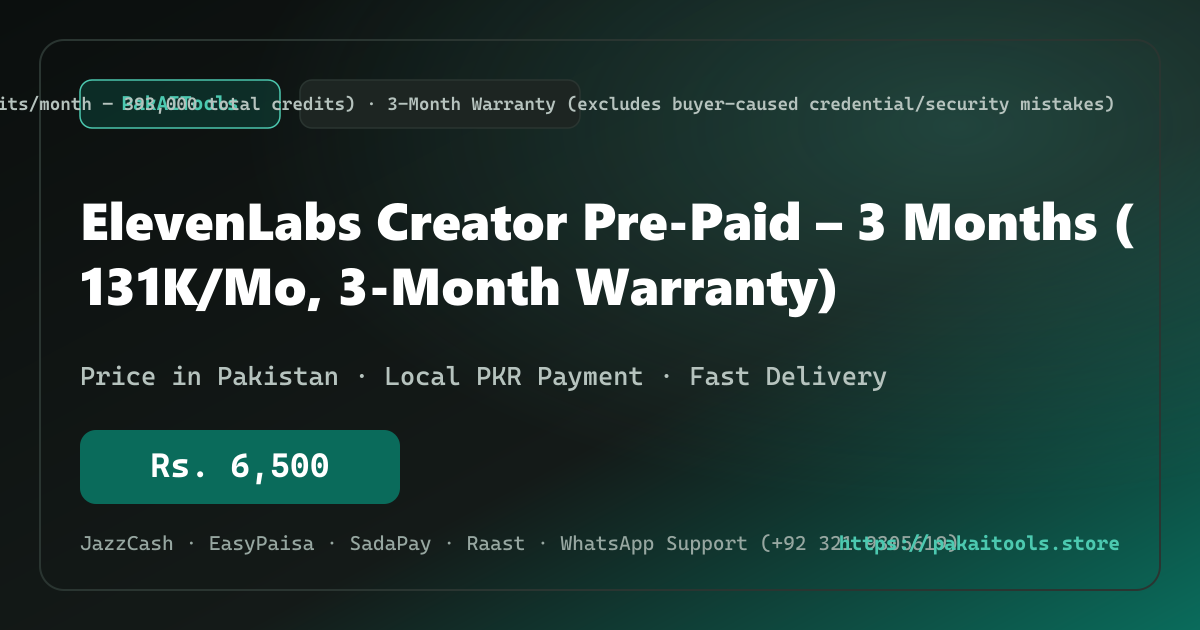 PakAITools
its/month — 393,000 total credits) · 3-Month Warranty (excludes buyer-caused credential/security mistakes)
ElevenLabs Creator Pre-Paid – 3 Months (
131K/Mo, 3-Month Warranty)
Price in Pakistan · Local PKR Payment · Fast Delivery
Rs. 6,500
JazzCash · EasyPaisa · SadaPay · Raast · WhatsApp Support (+92 321
https://pakaitools.store